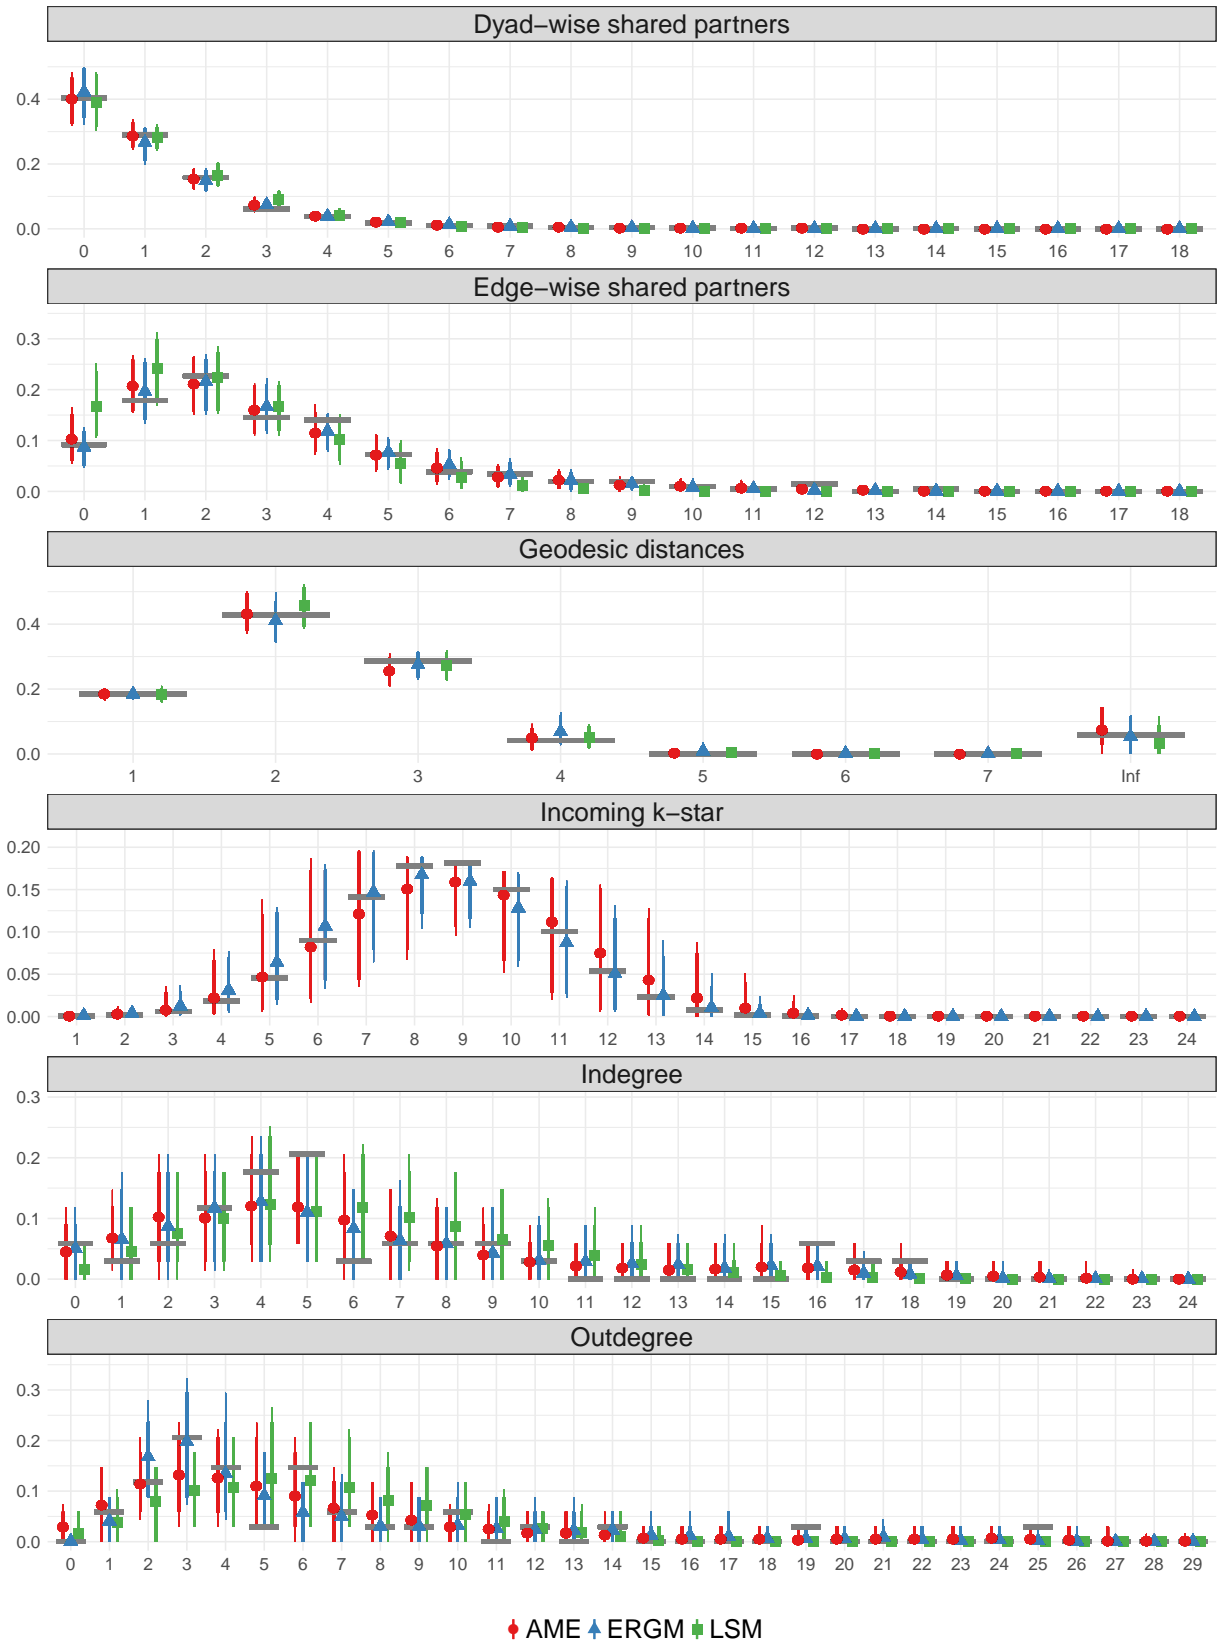 Dyad−wise shared partners
0.4
0.2
0.0
0 1 2 3 4 5 6 7 8 9 10 11 12 13 14 15 16 17 18
Edge−wise shared partners
0.3
0.2
0.1
0.0
0 1 2 3 4 5 6 7 8 9 10 11 12 13 14 15 16 17 18
Geodesic distances
0.4
0.2
0.0
1 2 3 4 5 6 7 Inf
Incoming k−star
0.20
0.15
0.10
0.05
0.00
1 2 3 4 5 6 7 8 9 10 11 12 13 14 15 16 17 18 19 20 21 22 23 24
Indegree
0.3
0.2
0.1
0.0
0 1 2 3 4 5 6 7 8 9 10 11 12 13 14 15 16 17 18 19 20 21 22 23 24
Outdegree
0.3
0.2
0.1
0.0
0 1 2 3 4 5 6 7 8 9 10 11 12 13 14 15 16 17 18 19 20 21 22 23 24 25 26 27 28 29
AME ERGM LSM